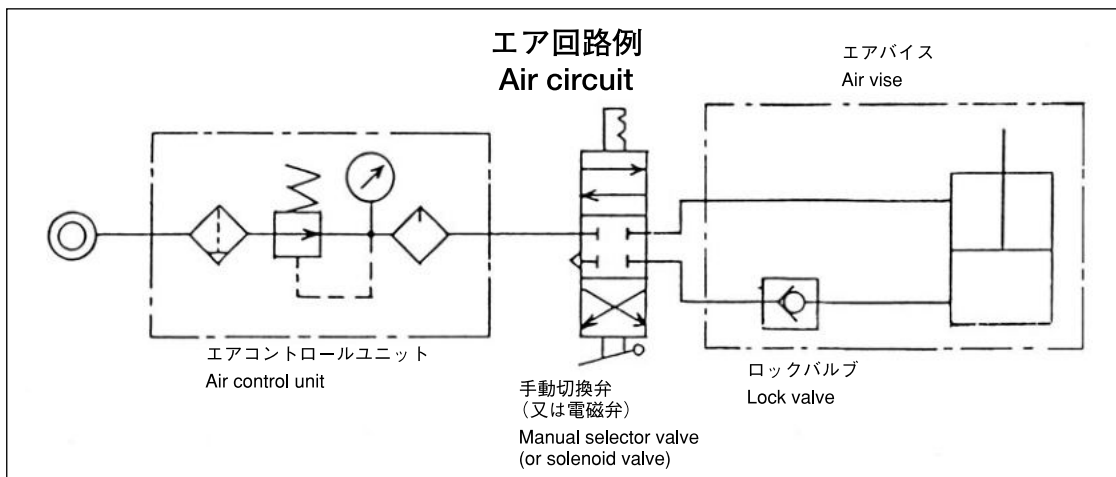 エア回路例
Air circuit
エアバイス
Air vise
エアコントロールユニット
Air control unit
手動切換弁
（又は電磁弁）
Manual selector valve
(or solenoid valve)
ロックバルブ
Lock valve